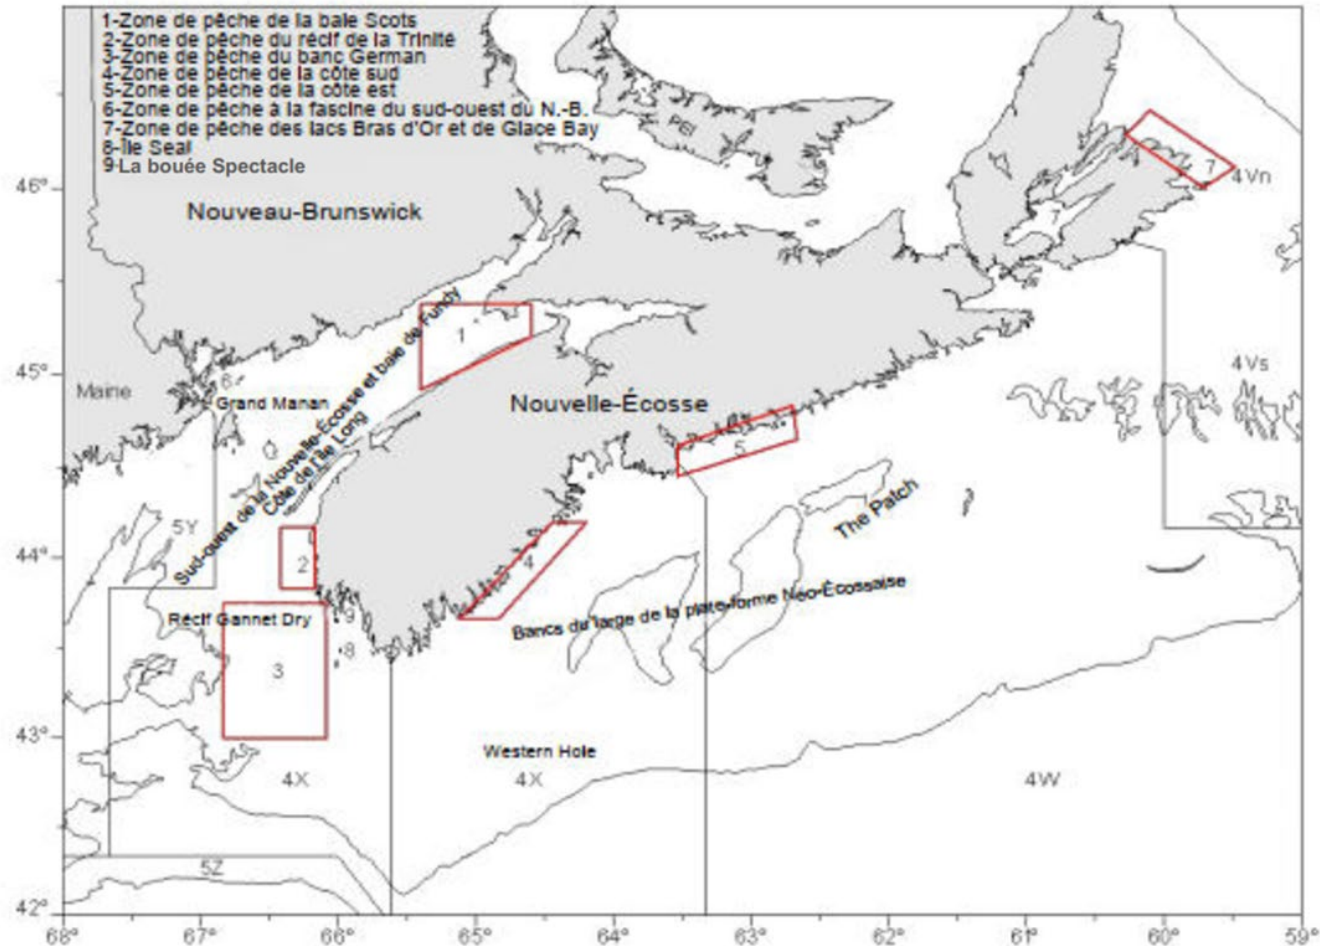 1-Zone de pêche de la baie Scots
2-Zone de pêche du récif de la Trinité
3-Zone de pêche du banc German
4-Zone de pêche de la côte sud
5-Zone de pêche de la côte est
6-Zone de pêche à la fascine du sud-ouest du N.-B.
7-Zone de pêche des lacs Bras d'Or et de Glace Bay
8-Île Seal
9-La bouée Spectacle
PEI
7
4Vn
46°
Nouveau-Brunswick
7
1
45°
Maine
6
Grand Manan
Sud-ouest de la Nouvelle-Écosse et baie de Fundy
Côte de l'île Long
Nouvelle-Écosse
4Vs
5
The Patch
5Y
44°
2
4
Bancs du large de la plate-forme Néo-Écossaise
Récif Gannet Dry
9
8
3
43°
Western Hole
4X
4X
4W
5Z
42°
68°
67°
66°
65°
64°
63°
62°
61°
60°
59°